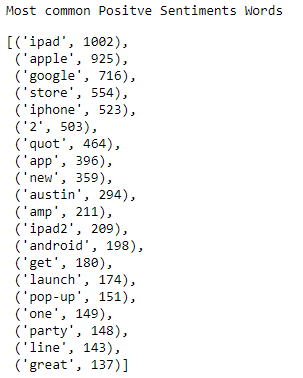 Most common Positve Sentiments Words
[('ipad', 1002),
('apple', 925),
('google', 716),
('store', 554),
('iphone', 523),
('2', 503),
('quot', 464),
('app', 396),
('new', 359),
('austin', 294),
('amp', 211),
('ipad2', 209),
('android', 198),
('get', 180),
('launch', 174),
('pop-up', 151),
('one', 149),
('party', 148),
('line', 143),
('great', 137)]